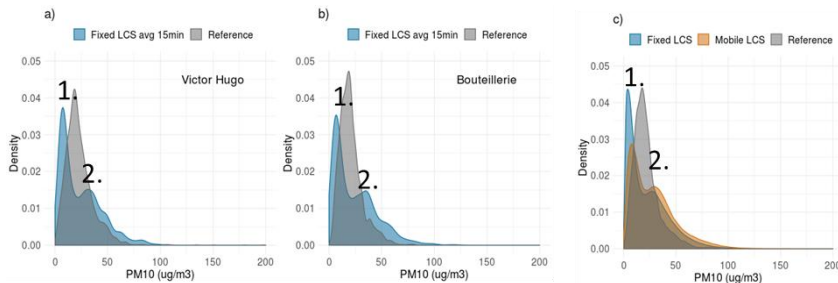 a)
Fixed LCS avg 15min Reference
Victor Hugo
1.
2.
0.05
0.04
0.03
0.02
0.01
0.00
Density
0 50 100 150 200
PM10 (ug/m3)
b)
Fixed LCS avg 15min Reference
Bouteillerie
1.
2.
0.05
0.04
0.03
0.02
0.01
0.00
Density
0 50 100 150 200
PM10 (ug/m3)
c)
Fixed LCS Mobile LCS Reference
1.
2.
0.05
0.04
0.03
0.02
0.01
0.00
Density
0 50 100 150 200
PM10 (ug/m3)